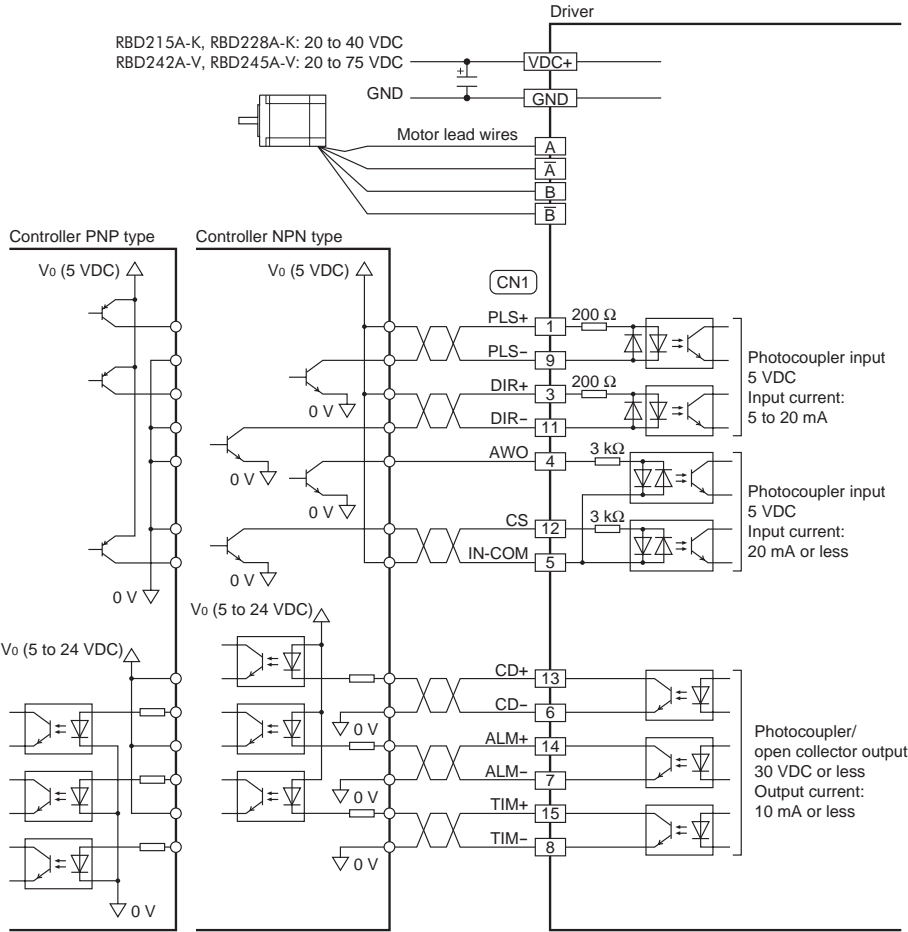 Driver
RBD215A-K, RBD228A-K: 20 to 40 VDC
RBD242A-V, RBD245A-V: 20 to 75 VDC
+
VDC+
GND
GND
Motor lead wires
A
A̅
B
B̅
Controller PNP type
Controller NPN type
V0 (5 VDC)
V0 (5 VDC)
CN1
PLS+
1
200 Ω
PLS−
9
Photocoupler input
5 VDC
Input current:
5 to 20 mA
DIR+
3
200 Ω
0 V
DIR−
11
AWO
4
3 kΩ
0 V
0 V
Photocoupler input
5 VDC
Input current:
20 mA or less
CS
12
3 kΩ
IN-COM
5
0 V
0 V
V0 (5 to 24 VDC)
V0 (5 to 24 VDC)
CD+
13
CD−
6
0 V
ALM+
14
Photocoupler/
open collector output
30 VDC or less
Output current:
10 mA or less
ALM−
7
0 V
TIM+
15
TIM−
8
0 V
0 V